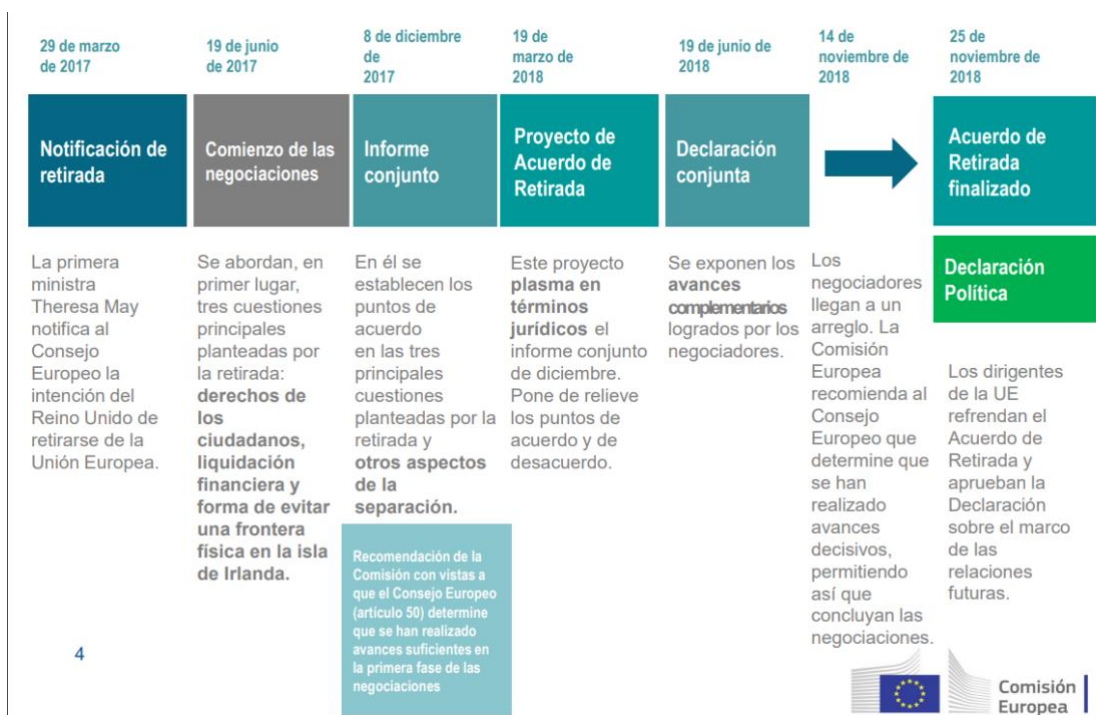 29 de marzo
de 2017
19 de junio
de 2017
8 de diciembre
de
2017
19 de
marzo de
2018
19 de junio de
2018
14 de
noviembre de
2018
25 de
noviembre de
2018
Notificación de
retirada
Comienzo de las
negociaciones
Informe
conjunto
Proyecto de
Acuerdo de
Retirada
Declaración
conjunta
Acuerdo de
Retirada
finalizado
Declaración
Política
La primera
ministra
Theresa May
notifica al
Consejo
Europeo la
intención del
Reino Unido de
retirarse de la
Unión Europea.
Se abordan, en
primer lugar,
tres cuestiones
principales
planteadas por
la retirada:
derechos de
los
ciudadanos,
liquidación
financiera y
forma de evitar
una frontera
física en la isla
de Irlanda.
En él se
establecen los
puntos de
acuerdo
en las tres
principales
cuestiones
planteadas por la
retirada y
otros aspectos
de la
separación.
Recomendación de la
Comisión con vistas a
que el Consejo Europeo
(artículo 50) determine
que se han realizado
avances suficientes en
la primera fase de las
negociaciones
Este proyecto
plasma en
términos
jurídicos el
informe conjunto
de diciembre.
Pone de relieve
los puntos de
acuerdo y de
desacuerdo.
Se exponen los
avances
complementarios
logrados por los
negociadores.
Los
negociadores
llegan a un
arreglo. La
Comisión
Europea
recomienda al
Consejo
Europeo que
determine que
se han
realizado
avances
decisivos,
permitiendo
así que
concluyan las
negociaciones.
Los dirigentes
de la UE
refrendan el
Acuerdo de
Retirada y
aprueban la
Declaración
sobre el marco
de las
relaciones
futuras.
4
Comisión
Europea